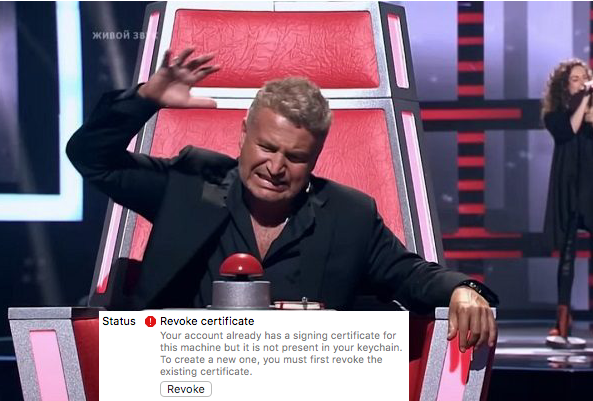 ЖИВОЙ ЗВУК
Status Revoke certificate
Your account already has a signing certificate for
this machine but it is not present in your keychain.
To create a new one, you must first revoke the
existing certificate.
Revoke